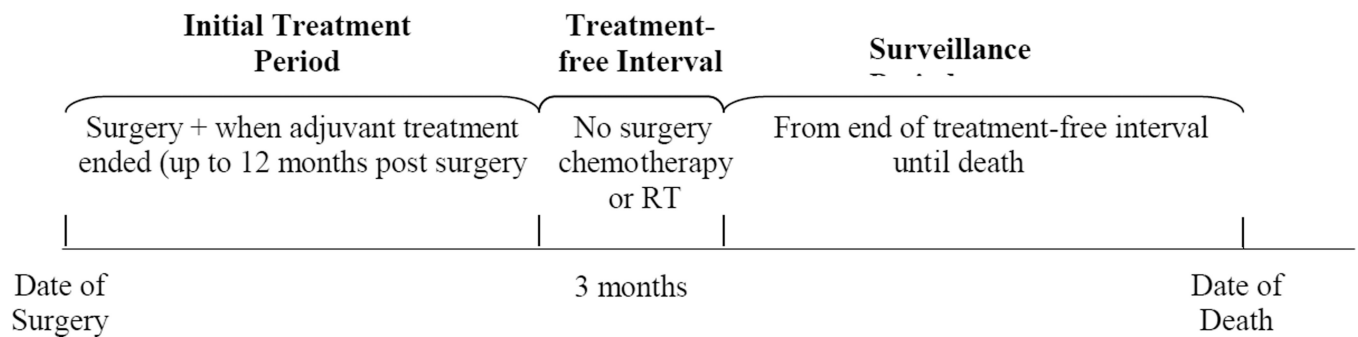 Initial Treatment
Period
Treatment-
free Interval
Surveillance
Surgery + when adjuvant treatment
ended (up to 12 months post surgery
No surgery
chemotherapy
or RT
From end of treatment-free interval
until death
Date of
Surgery
3 months
Date of
Death